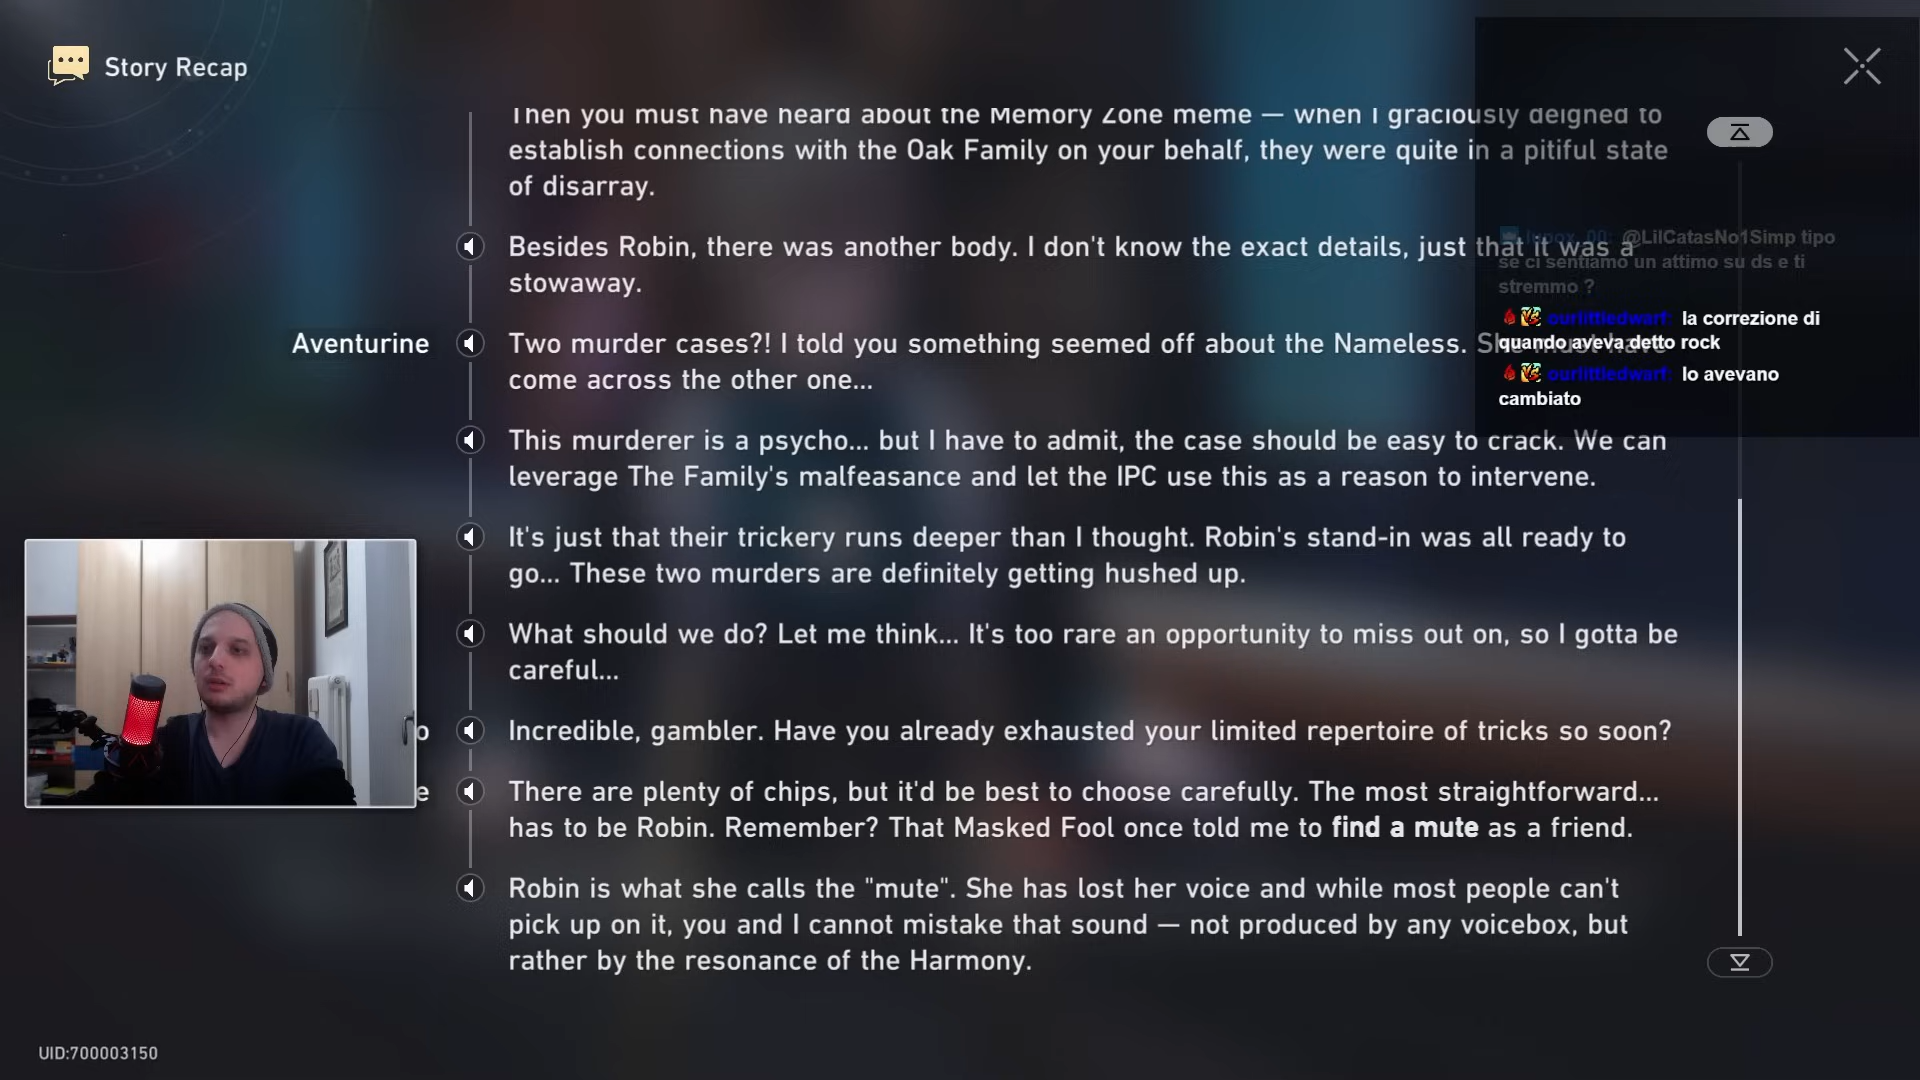 Story Recap
Then you must have heard about the Memory Zone meme — when I graciously deigned to
establish connections with the Oak Family on your behalf, they were quite in a pitiful state
of disarray.
Besides Robin, there was another body. I don't know the exact details, just that it was a
stowaway.
Aventurine
Two murder cases?! I told you something seemed off about the Nameless. She must have
come across the other one...
This murderer is a psycho... but I have to admit, the case should be easy to crack. We can
leverage The Family's malfeasance and let the IPC use this as a reason to intervene.
It's just that their trickery runs deeper than I thought. Robin's stand-in was all ready to
go... These two murders are definitely getting hushed up.
What should we do? Let me think... It's too rare an opportunity to miss out on, so I gotta be
careful...
o
Incredible, gambler. Have you already exhausted your limited repertoire of tricks so soon?
e
There are plenty of chips, but it'd be best to choose carefully. The most straightforward...
has to be Robin. Remember? That Masked Fool once told me to find a mute as a friend.
Robin is what she calls the "mute". She has lost her voice and while most people can't
pick up on it, you and I cannot mistake that sound — not produced by any voicebox, but
rather by the resonance of the Harmony.
@LilCatasNo1Simp tipo
se ci sentiamo un attimo su ds e ti
stremmo ?
ourlittledwarf: la correzione di
quando aveva detto rock
ourlittledwarf: lo avevano
cambiato
UID:700003150